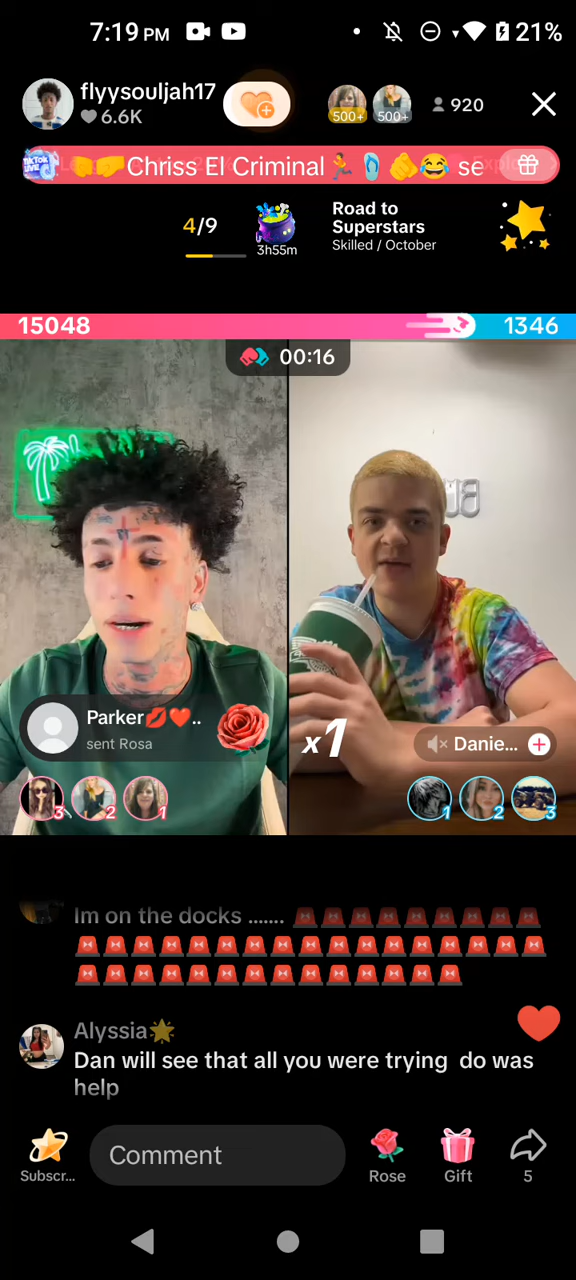 7:19 PM 21%
flyysouljah17
6.6K
500+ 500+ 920
TikTok LIVE Chriss El Criminal🏃🩴🫵😂 se
4/9
3h55m
Road to
Superstars
Skilled / October
15048 1346
00:16
Parker💋❤️..
sent Rosa
x1
Danie...
3 2 1 1 2 3
Im on the docks ....... 🚨🚨🚨🚨🚨🚨🚨🚨🚨
🚨🚨🚨🚨🚨🚨🚨🚨🚨🚨🚨🚨🚨🚨🚨🚨🚨
🚨🚨🚨🚨🚨🚨🚨🚨🚨🚨🚨🚨🚨🚨
Alyssia🌟
Dan will see that all you were trying do was
help
Subscr...
Comment
Rose
Gift
5